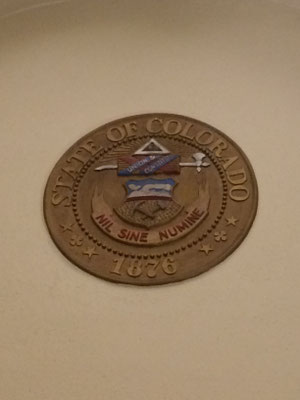 STATE OF COLORADO
NIL SINE NUMINE
1876